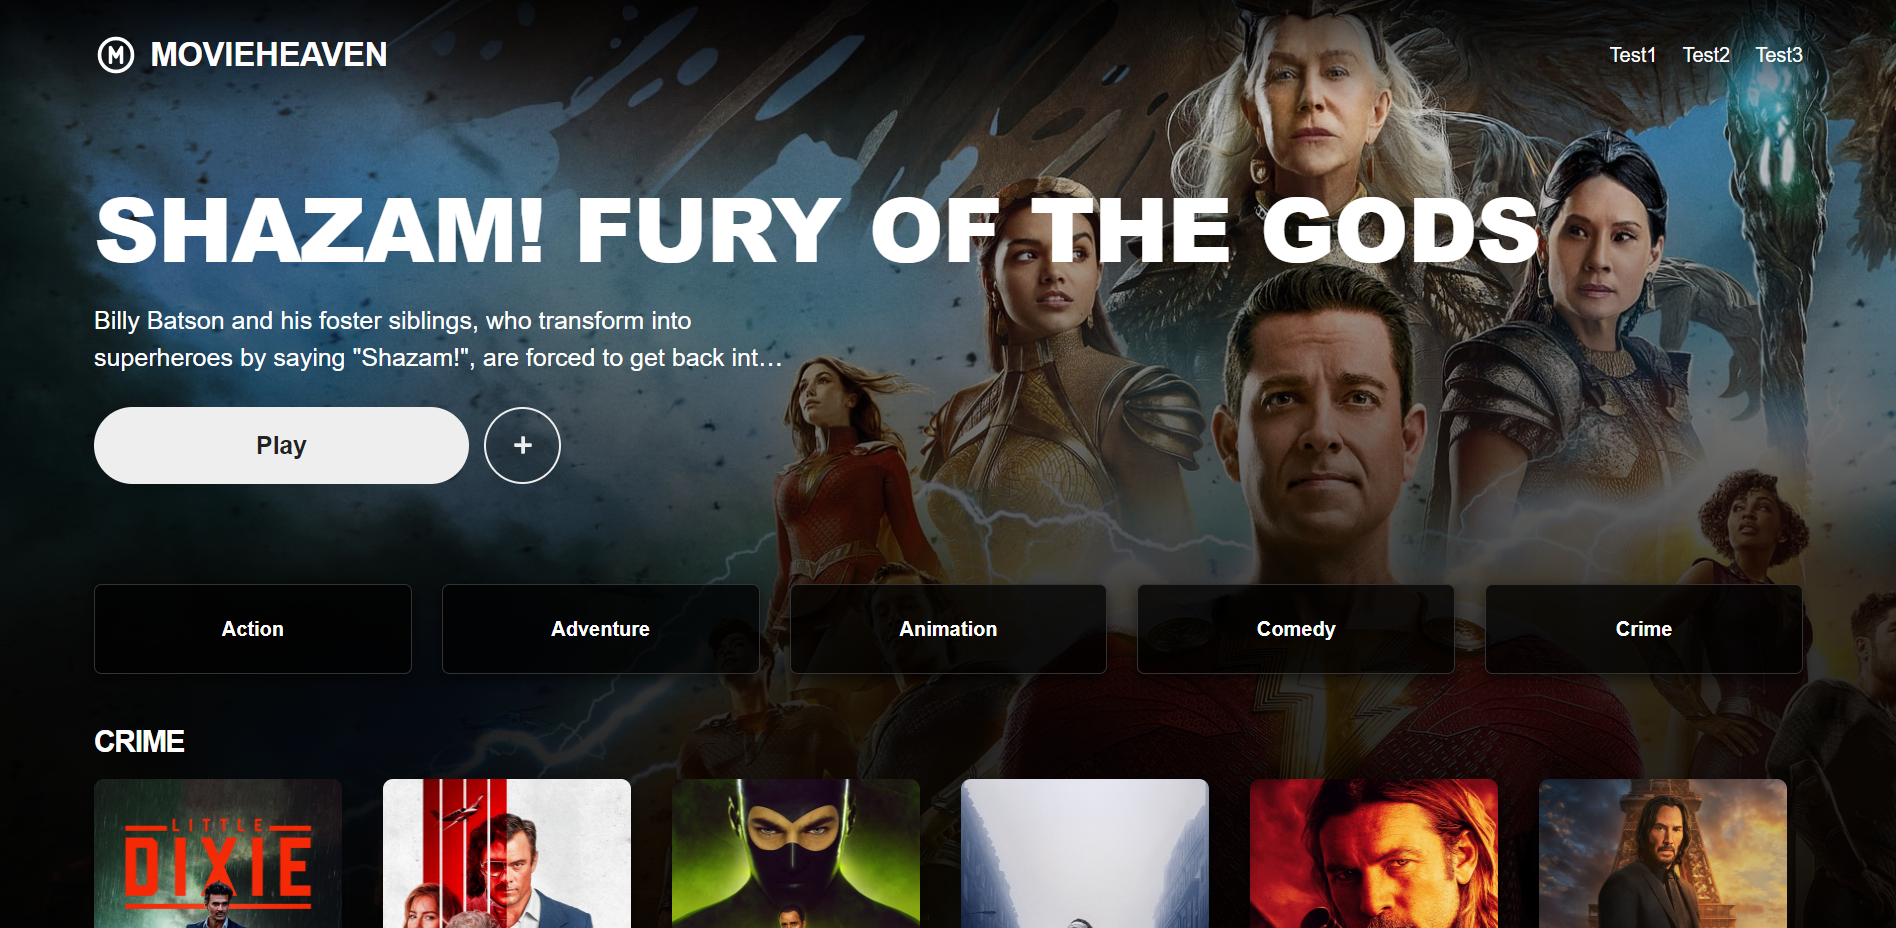 MOVIEHEAVEN
Test1 Test2 Test3
SHAZAM! FURY OF THE GODS
Billy Batson and his foster siblings, who transform into
superheroes by saying "Shazam!", are forced to get back int…
Play
+
Action Adventure Animation Comedy Crime
CRIME
LITTLE
DIXIE